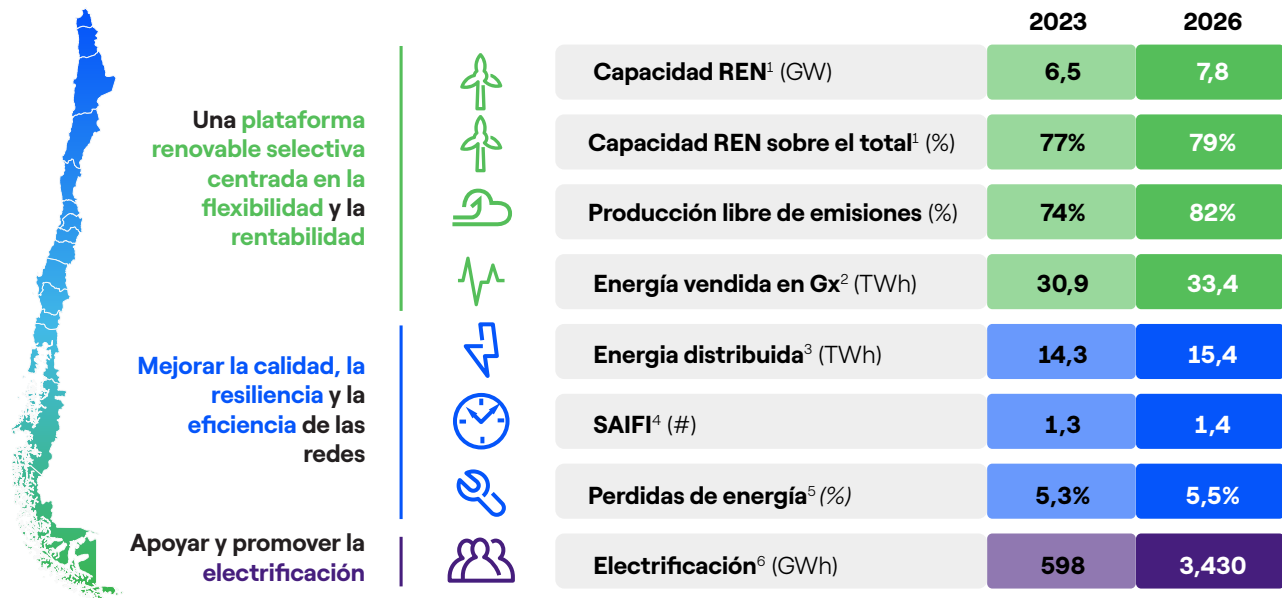 2023 2026
Una plataforma
renovable selectiva
centrada en la
flexibilidad y la
rentabilidad
Capacidad REN¹ (GW) 6,5 7,8
Capacidad REN sobre el total¹ (%) 77% 79%
Producción libre de emisiones (%) 74% 82%
Energía vendida en Gx² (TWh) 30,9 33,4
Mejorar la calidad, la
resiliencia y la
eficiencia de las
redes
Energia distribuida³ (TWh) 14,3 15,4
SAIFI⁴ (#) 1,3 1,4
Perdidas de energía⁵ (%) 5,3% 5,5%
Apoyar y promover la
electrificación
Electrificación⁶ (GWh) 598 3,430